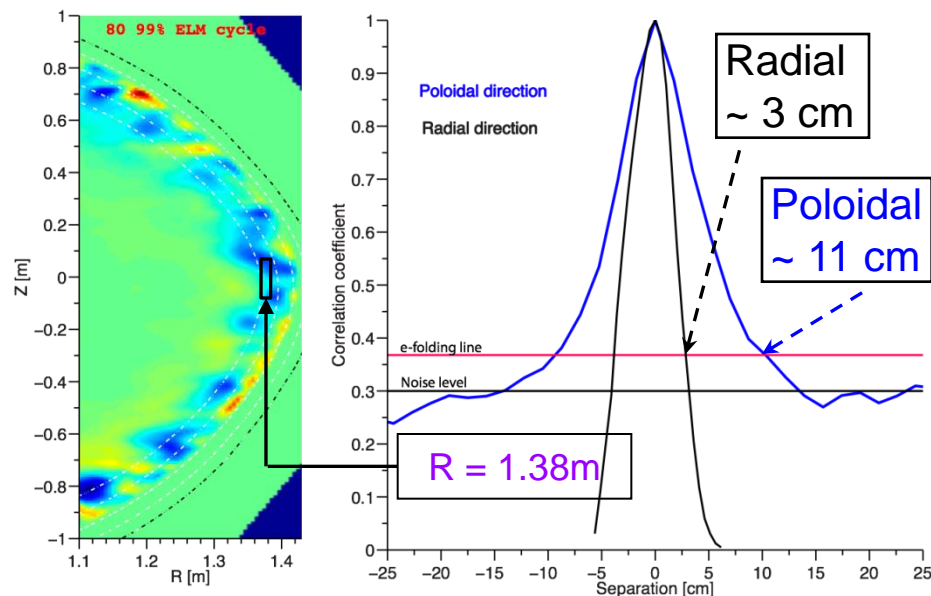 80 99% ELM cycle
1
0.8
0.6
0.4
0.2
0
−0.2
−0.4
−0.6
−0.8
−1
Z [m]
1.1
1.2
1.3
1.4
R [m]
1
0.9
0.8
0.7
0.6
0.5
0.4
0.3
0.2
0.1
0
Correlation coefficient
Poloidal direction
Radial direction
e-folding line
Noise level
−25
−20
−15
−10
−5
0
5
10
15
20
25
Separation [cm]
Radial
~ 3 cm
Poloidal
~ 11 cm
R = 1.38m